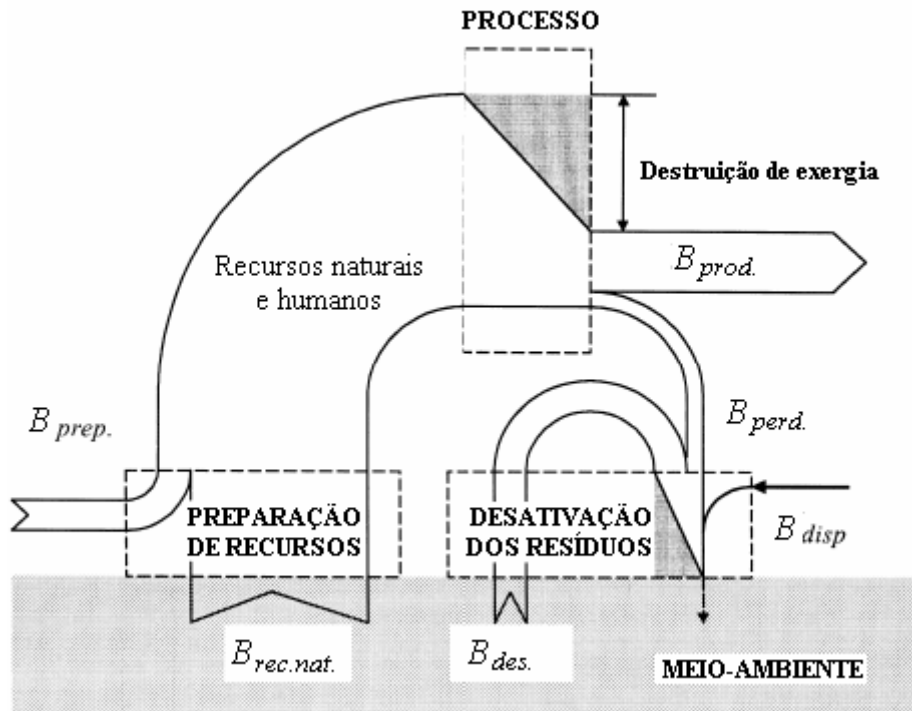 PROCESSO
Destruição de exergia
B prod.
Recursos naturais
e humanos
B prep.
B perd.
PREPARAÇÃO
DE RECURSOS
DESATIVAÇÃO
DOS RESÍDUOS
B disp
B rec.nat.
B des.
MEIO-AMBIENTE